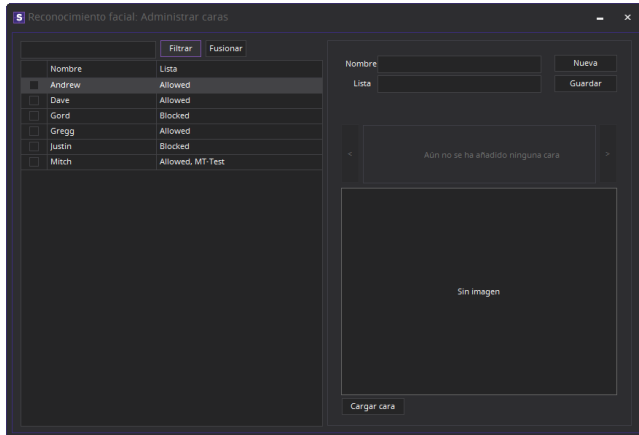 S Reconocimiento facial: Administrar caras
Filtrar Fusionar
Nombre Lista
Andrew Allowed
Dave Allowed
Gord Blocked
Gregg Allowed
Justin Blocked
Mitch Allowed, MT-Test
Nombre Nueva
Lista Guardar
< Aún no se ha añadido ninguna cara >
Sin imagen
Cargar cara